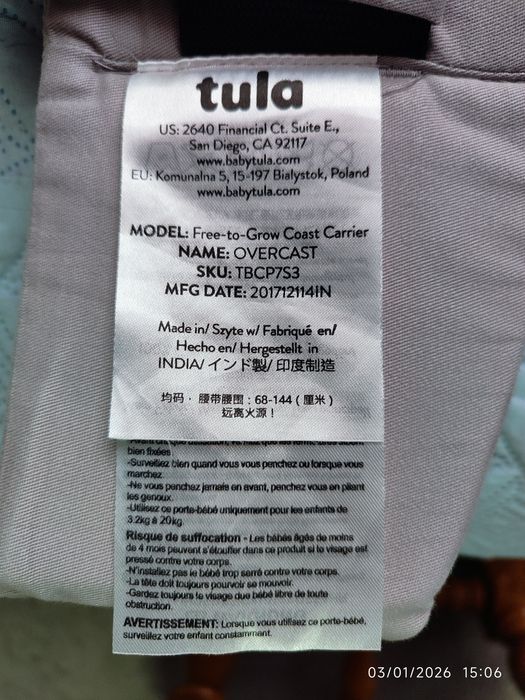 tula
US: 2640 Financial Ct. Suite E.,
San Diego, CA 92117
www.babytula.com
EU: Komunalna 5, 15-197 Bialystok, Poland
www.babytula.com
MODEL: Free-to-Grow Coast Carrier
NAME: OVERCAST
SKU: TBCP7S3
MFG DATE: 201712114IN
Made in/ Szyte w/ Fabriqué en/
Hecho en/ Hergestellt in
INDIA/ インド製/ 印度制造
均码 · 腰带腰围 : 68-144 ( 厘米 )
远高火源 !
bien fixées
-Surveillez bien quand vous vous penchez ou lorsque vous
marchez.
-Ne vous penchez jamais en avant, penchez vous en pliant
les genoux.
-Utilisez ce porte-bébé uniquement pour les enfants de
3.2kg à 20kg
Risque de suffocation - Les bébés âgés de moins
de 4 mois peuvent s'étouffer dans ce produit si le visage est
pressé contre votre corps.
-N'installez pas le bébé trop serré contre votre corps.
-La tête doit toujours pourvoir se mouvoir.
-Gardez toujours le visage due bébé libre de toute
obstruction.
AVERTISSEMENT: Lorsque vous utilisez ce porte-bébé,
surveillez votre enfant constamment.
03/01/2026 15:06